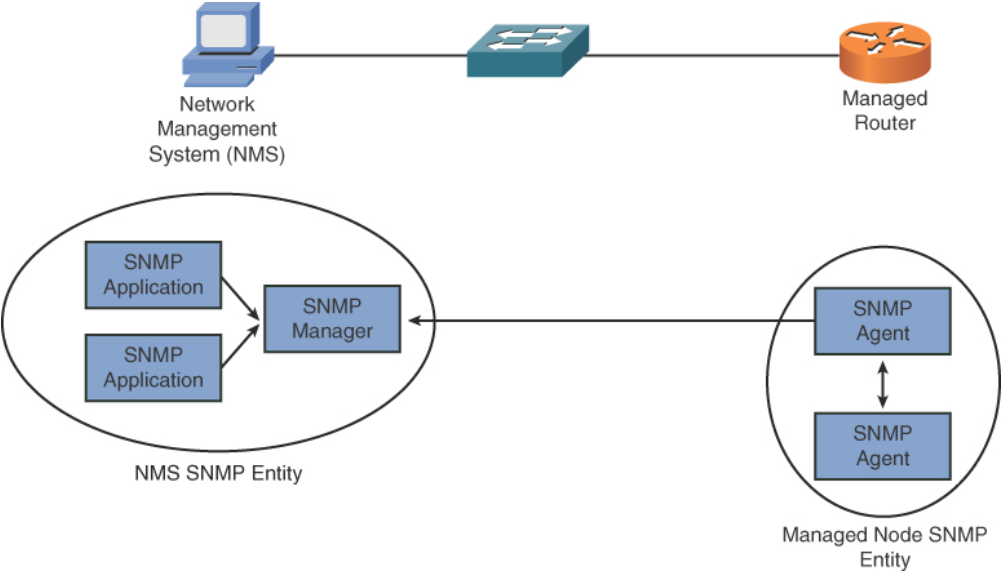 Network
Management
System (NMS)
Managed
Router
SNMP
Application
SNMP
Application
SNMP
Manager
NMS SNMP Entity
SNMP
Agent
SNMP
Agent
Managed Node SNMP
Entity